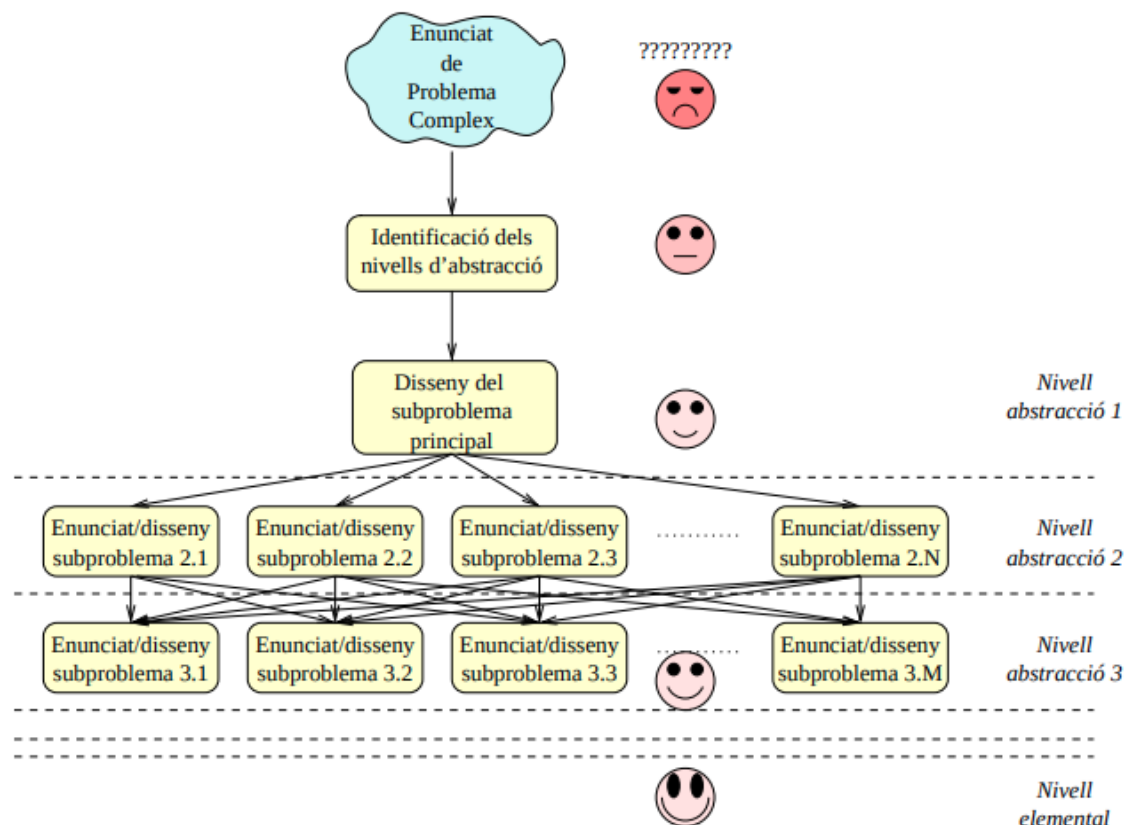 Enunciat
de
Problema
Complex
?????????
Identificació dels
nivells d'abstracció
Disseny del
subproblema
principal
Nivell
abstracció 1
Enunciat/disseny
subproblema 2.1
Enunciat/disseny
subproblema 2.2
Enunciat/disseny
subproblema 2.3
...........
Enunciat/disseny
subproblema 2.N
Nivell
abstracció 2
Enunciat/disseny
subproblema 3.1
Enunciat/disseny
subproblema 3.2
Enunciat/disseny
subproblema 3.3
...........
Enunciat/disseny
subproblema 3.M
Nivell
abstracció 3
Nivell
elemental